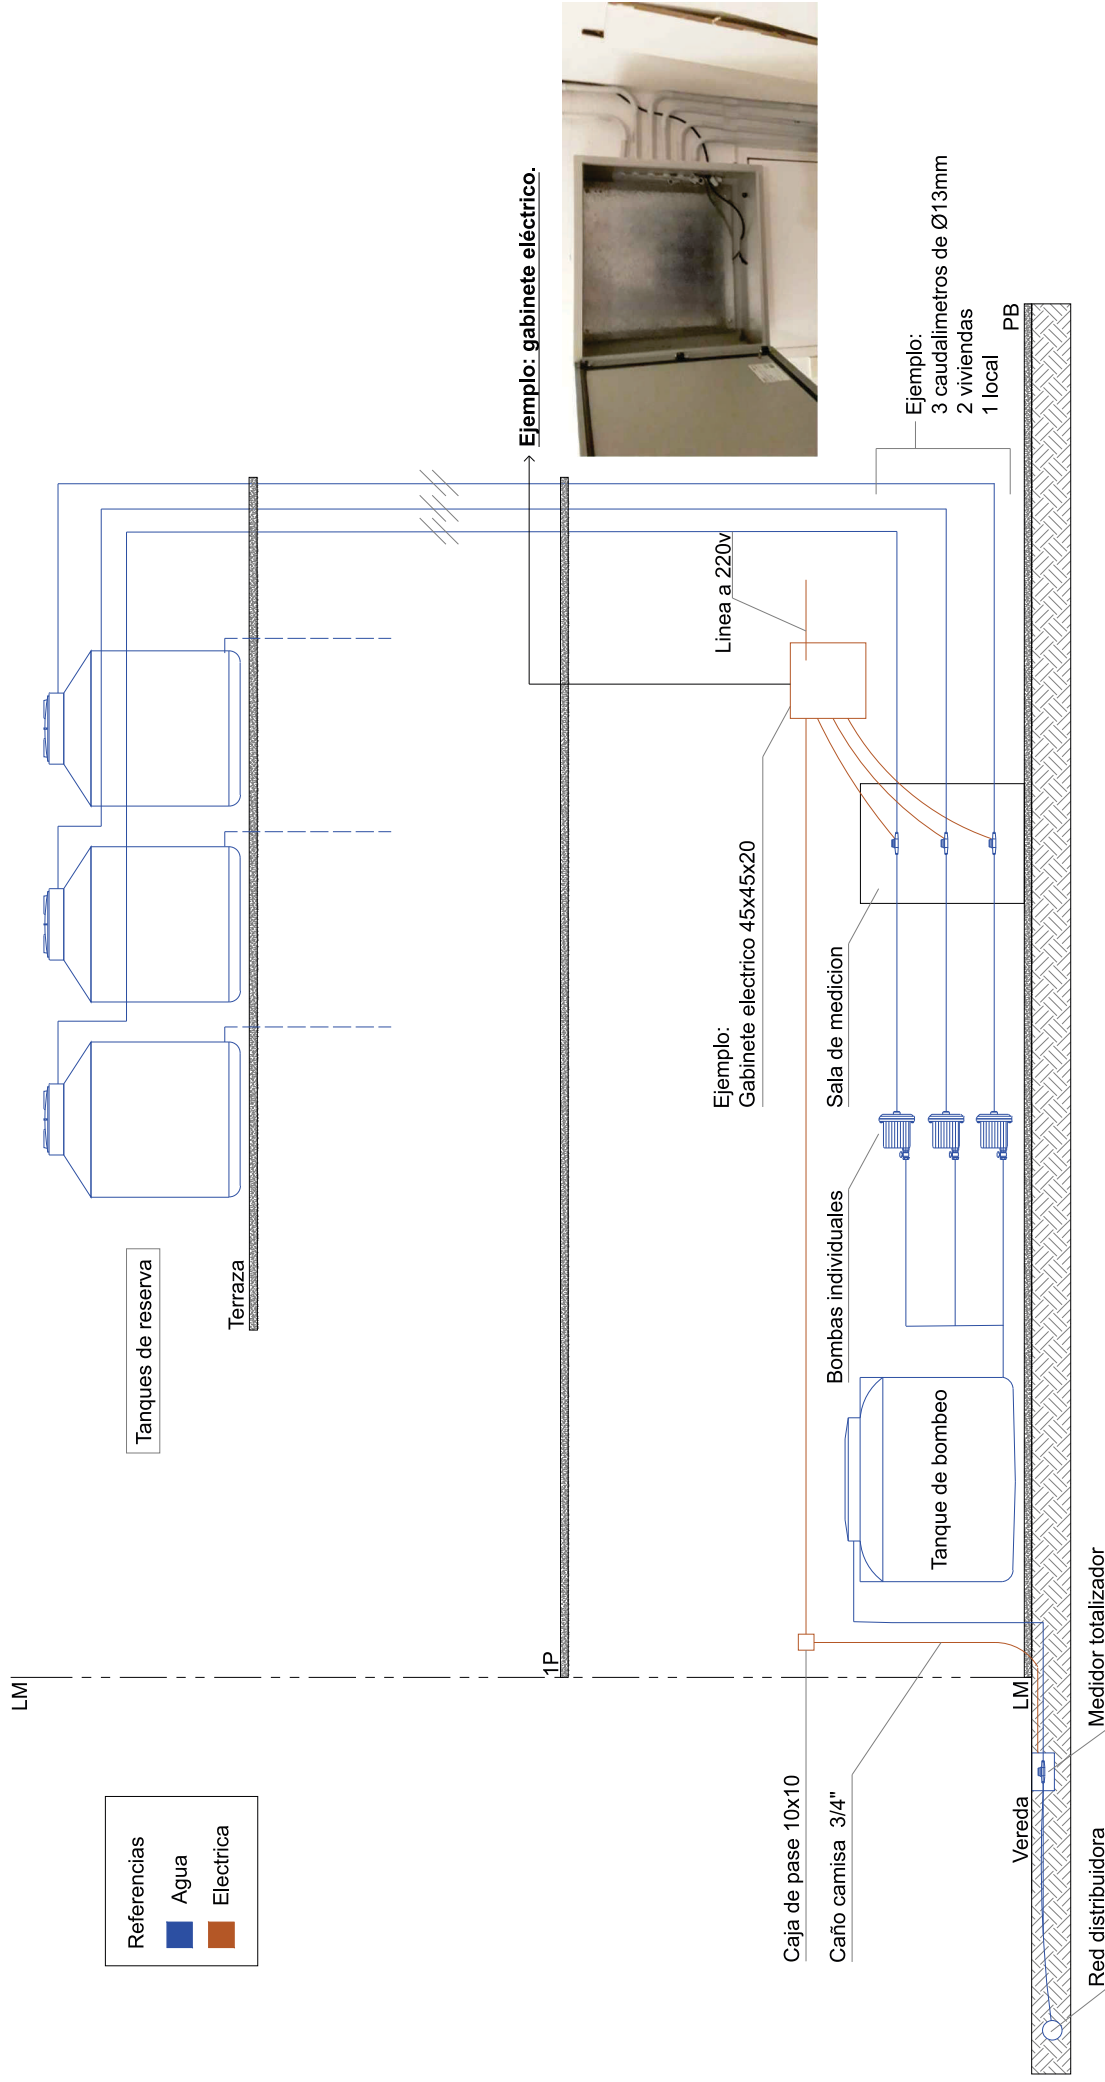 LM
Referencias
Agua
Electrica
Tanques de reserva
Terraza
1P
Ejemplo: gabinete eléctrico.
Linea a 220v
Ejemplo:
Gabinete electrico 45x45x20
Caja de pase 10x10
Caño camisa 3/4"
Bombas individuales
Sala de medicion
Ejemplo:
3 caudalimetros de Ø13mm
2 viviendas
1 local
Tanque de bombeo
Vereda
LM
PB
Red distribuidora
Medidor totalizador